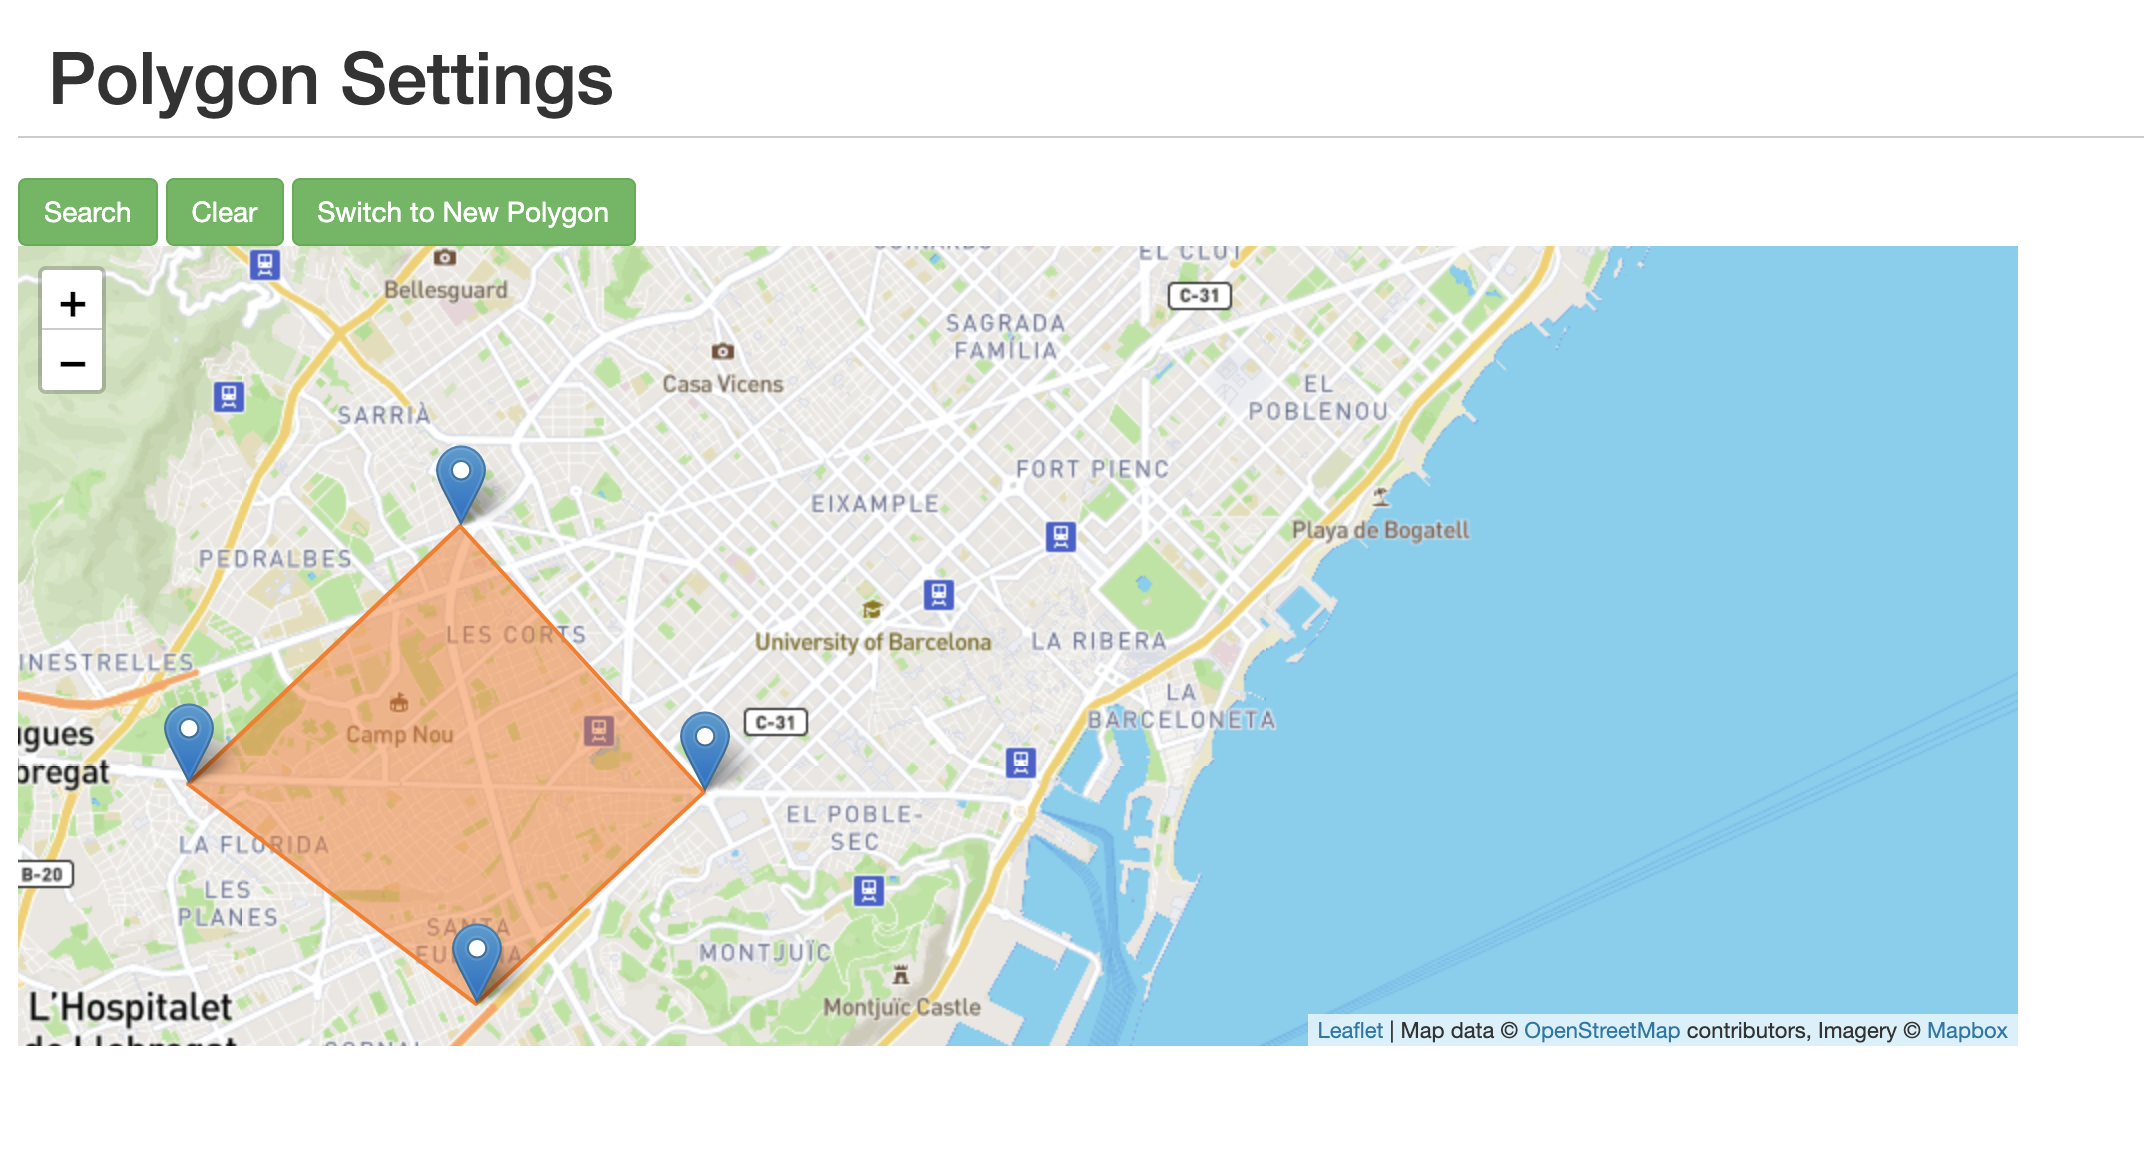 Polygon Settings
Search Clear Switch to New Polygon
+
−
EL CLOT
Bellesguard
C-31
SAGRADA
FAMÍLIA
Casa Vicens
EL
POBLENOU
SARRIÀ
FORT PIENC
EIXAMPLE
Playa de Bogatell
PEDRALBES
LES CORTS
University of Barcelona
LA RIBERA
INESTRELLES
LA
BARCELONETA
C-31
Camp Nou
ugues
bregat
EL POBLE-
SEC
LA FLORIDA
B-20
LES
PLANES
SANTA
MONTJUÏC
L'Hospitalet
de Llobregat
Montjuïc Castle
Leaflet | Map data © OpenStreetMap contributors, Imagery © Mapbox